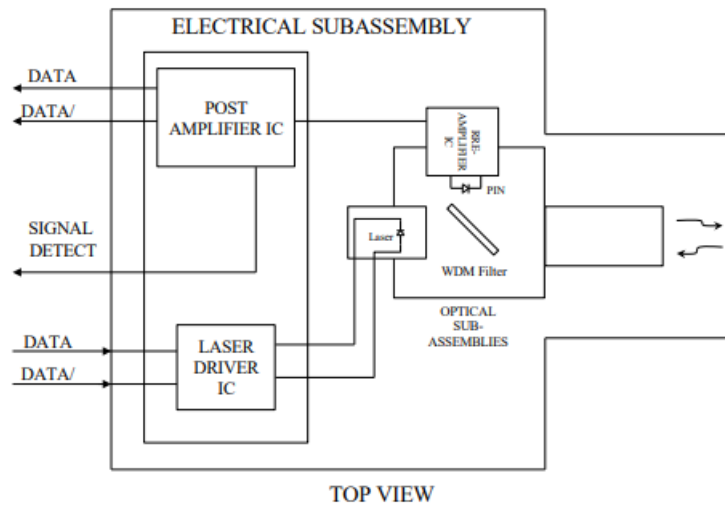 ELECTRICAL SUBASSEMBLY
DATA
DATA/
POST
AMPLIFIER IC
RRE-
AMPLIFIER
IC
PIN
SIGNAL
DETECT
Laser
WDM Filter
OPTICAL
SUB-
ASSEMBLIES
DATA
DATA/
LASER
DRIVER
IC
TOP VIEW